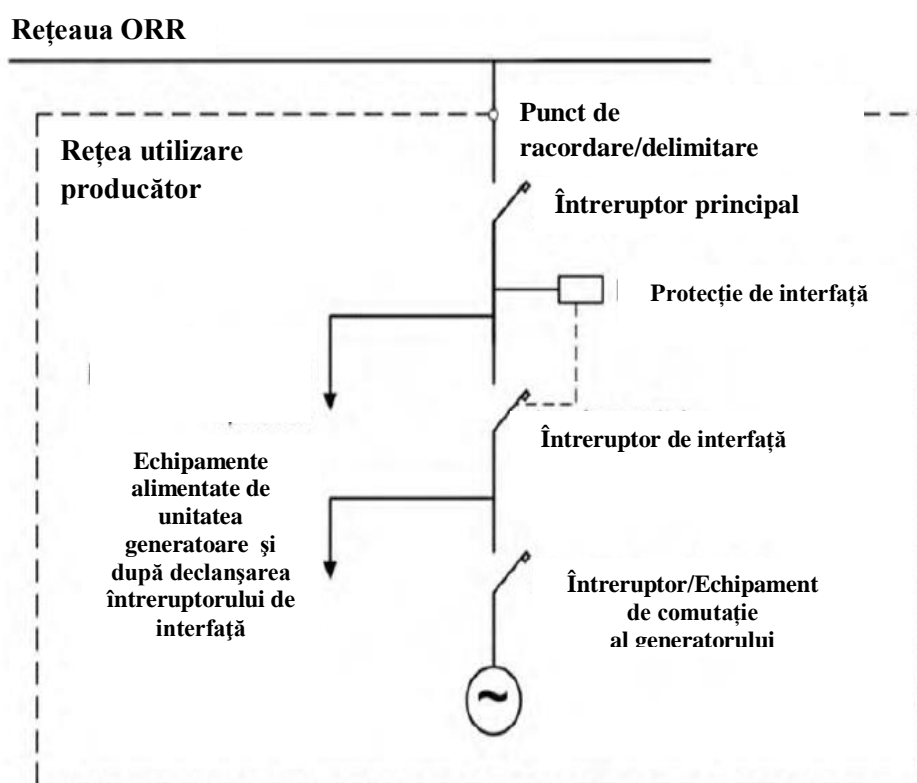 Rețeaua ORR
Punct de
racordare/delimitare
Rețea utilizare
producător
Întreruptor principal
Protecție de interfață
Întreruptor de interfață
Echipamente
alimentate de
unitatea
generatoare și
după declanșarea
întreruptorului de
interfaţă
Întreruptor/Echipament
de comutație
al generatorului
~